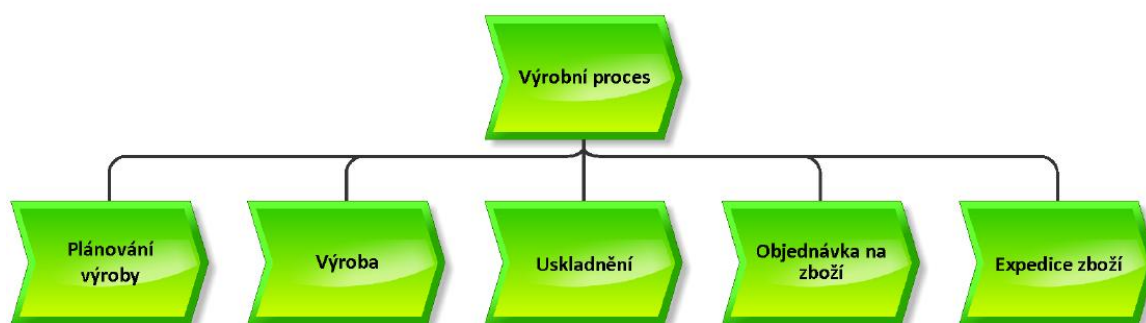 Výrobní proces
Plánování
výroby
Výroba
Uskladnění
Objednávka na
zboží
Expedice zboží